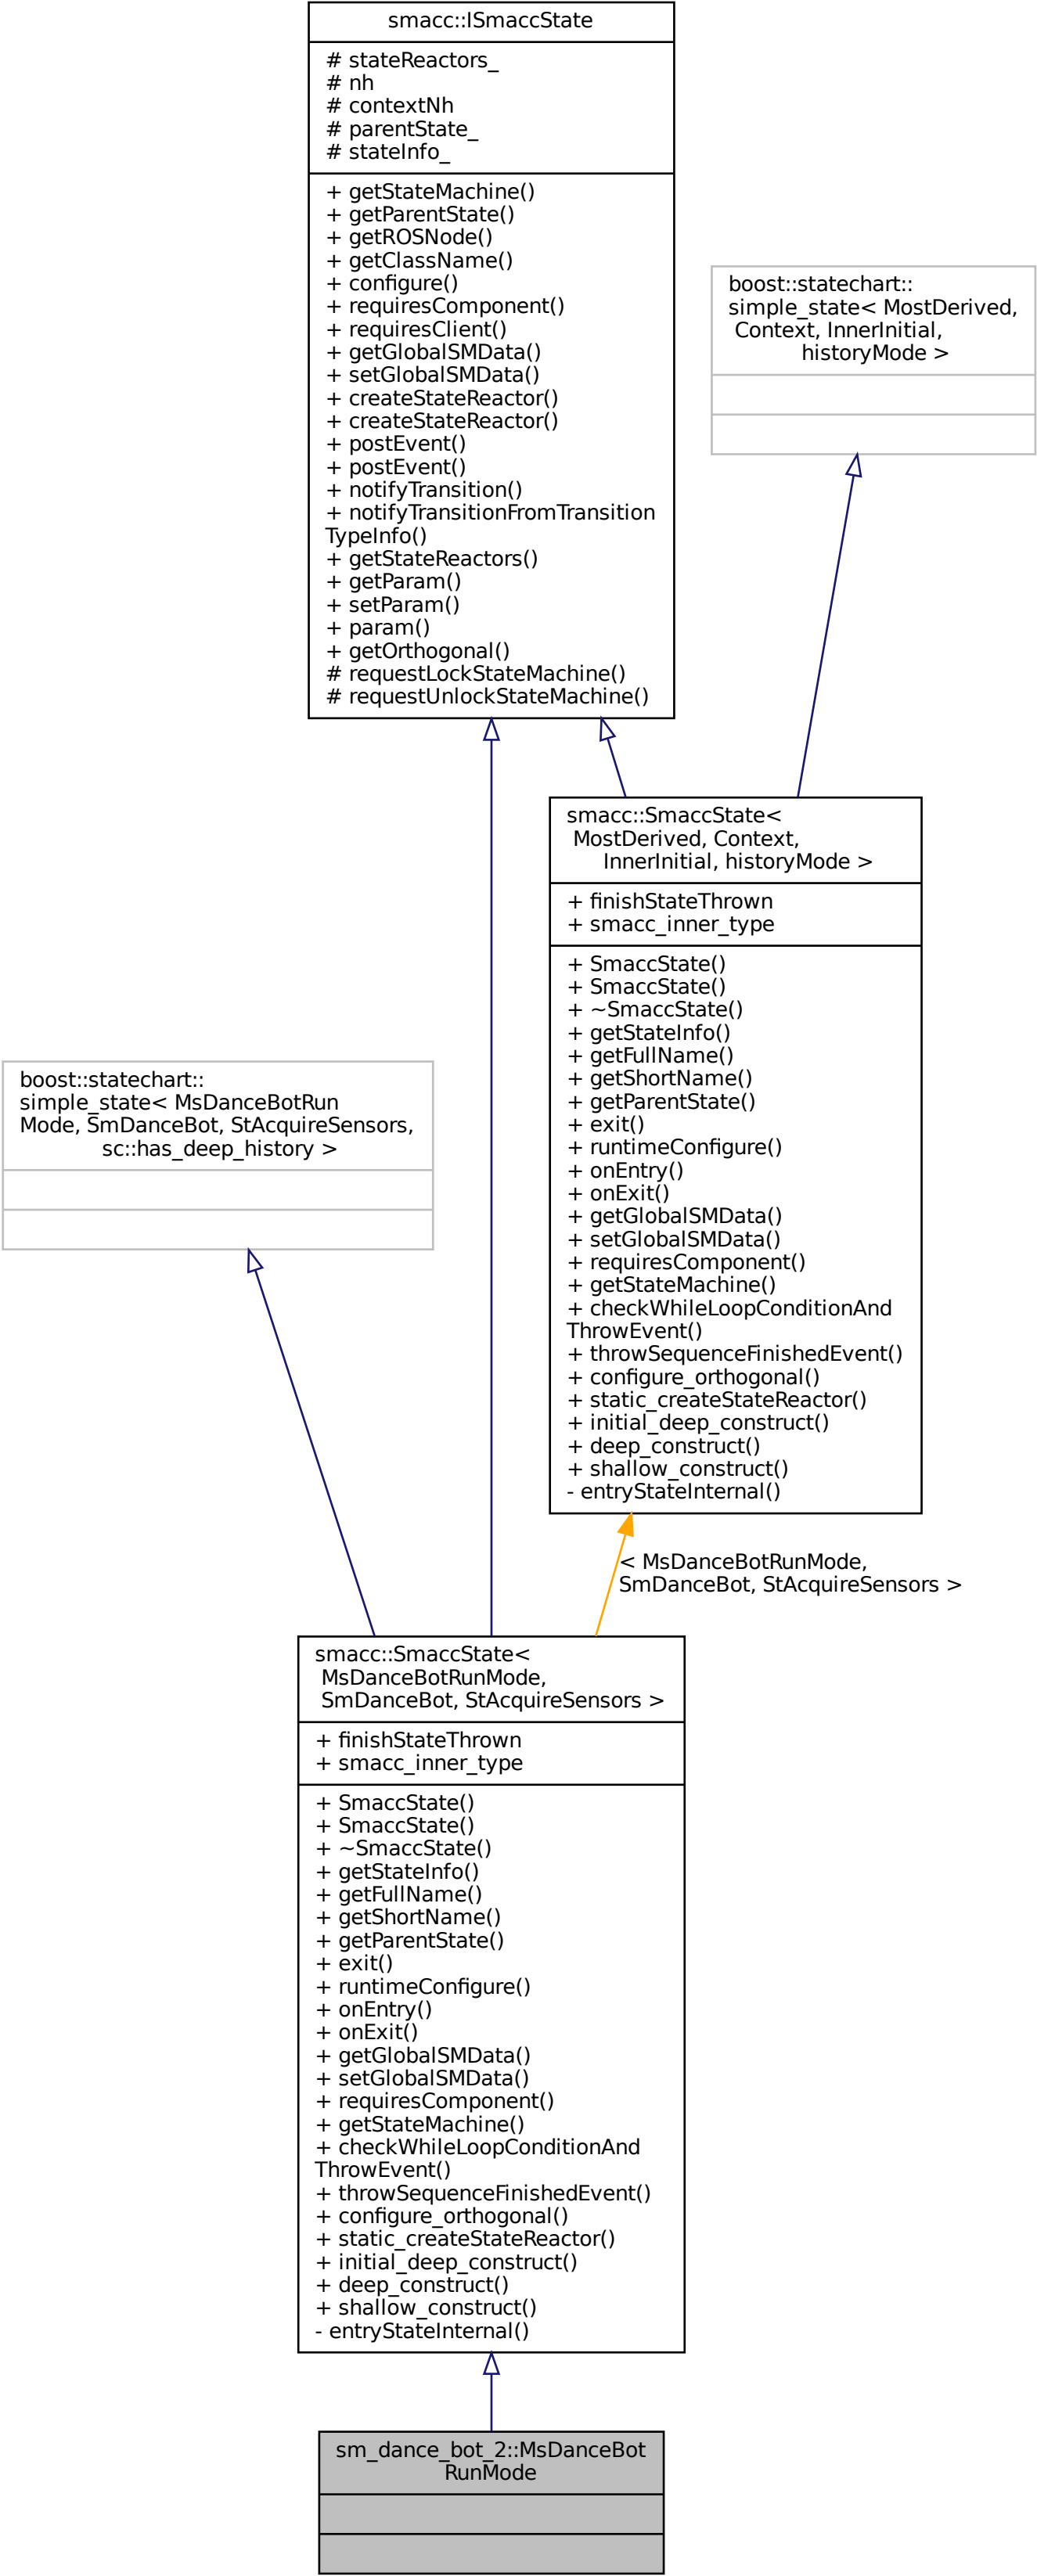 smacc::ISmaccState
# stateReactors_
# nh
# contextNh
# parentState_
# stateInfo_
+ getStateMachine()
+ getParentState()
+ getROSNode()
+ getClassName()
+ configure()
+ requiresComponent()
+ requiresClient()
+ getGlobalSMData()
+ setGlobalSMData()
+ createStateReactor()
+ createStateReactor()
+ postEvent()
+ postEvent()
+ notifyTransition()
+ notifyTransitionFromTransition
TypeInfo()
+ getStateReactors()
+ getParam()
+ setParam()
+ param()
+ getOrthogonal()
# requestLockStateMachine()
# requestUnlockStateMachine()
boost::statechart::
simple_state< MostDerived,
Context, InnerInitial,
historyMode >
smacc::SmaccState<
MostDerived, Context,
InnerInitial, historyMode >
+ finishStateThrown
+ smacc_inner_type
+ SmaccState()
+ SmaccState()
+ ~SmaccState()
+ getStateInfo()
+ getFullName()
+ getShortName()
+ getParentState()
+ exit()
+ runtimeConfigure()
+ onEntry()
+ onExit()
+ getGlobalSMData()
+ setGlobalSMData()
+ requiresComponent()
+ getStateMachine()
+ checkWhileLoopConditionAnd
ThrowEvent()
+ throwSequenceFinishedEvent()
+ configure_orthogonal()
+ static_createStateReactor()
+ initial_deep_construct()
+ deep_construct()
+ shallow_construct()
- entryStateInternal()
boost::statechart::
simple_state< MsDanceBotRun
Mode, SmDanceBot, StAcquireSensors,
sc::has_deep_history >
< MsDanceBotRunMode,
SmDanceBot, StAcquireSensors >
smacc::SmaccState<
MsDanceBotRunMode,
SmDanceBot, StAcquireSensors >
+ finishStateThrown
+ smacc_inner_type
+ SmaccState()
+ SmaccState()
+ ~SmaccState()
+ getStateInfo()
+ getFullName()
+ getShortName()
+ getParentState()
+ exit()
+ runtimeConfigure()
+ onEntry()
+ onExit()
+ getGlobalSMData()
+ setGlobalSMData()
+ requiresComponent()
+ getStateMachine()
+ checkWhileLoopConditionAnd
ThrowEvent()
+ throwSequenceFinishedEvent()
+ configure_orthogonal()
+ static_createStateReactor()
+ initial_deep_construct()
+ deep_construct()
+ shallow_construct()
- entryStateInternal()
sm_dance_bot_2::MsDanceBot
RunMode